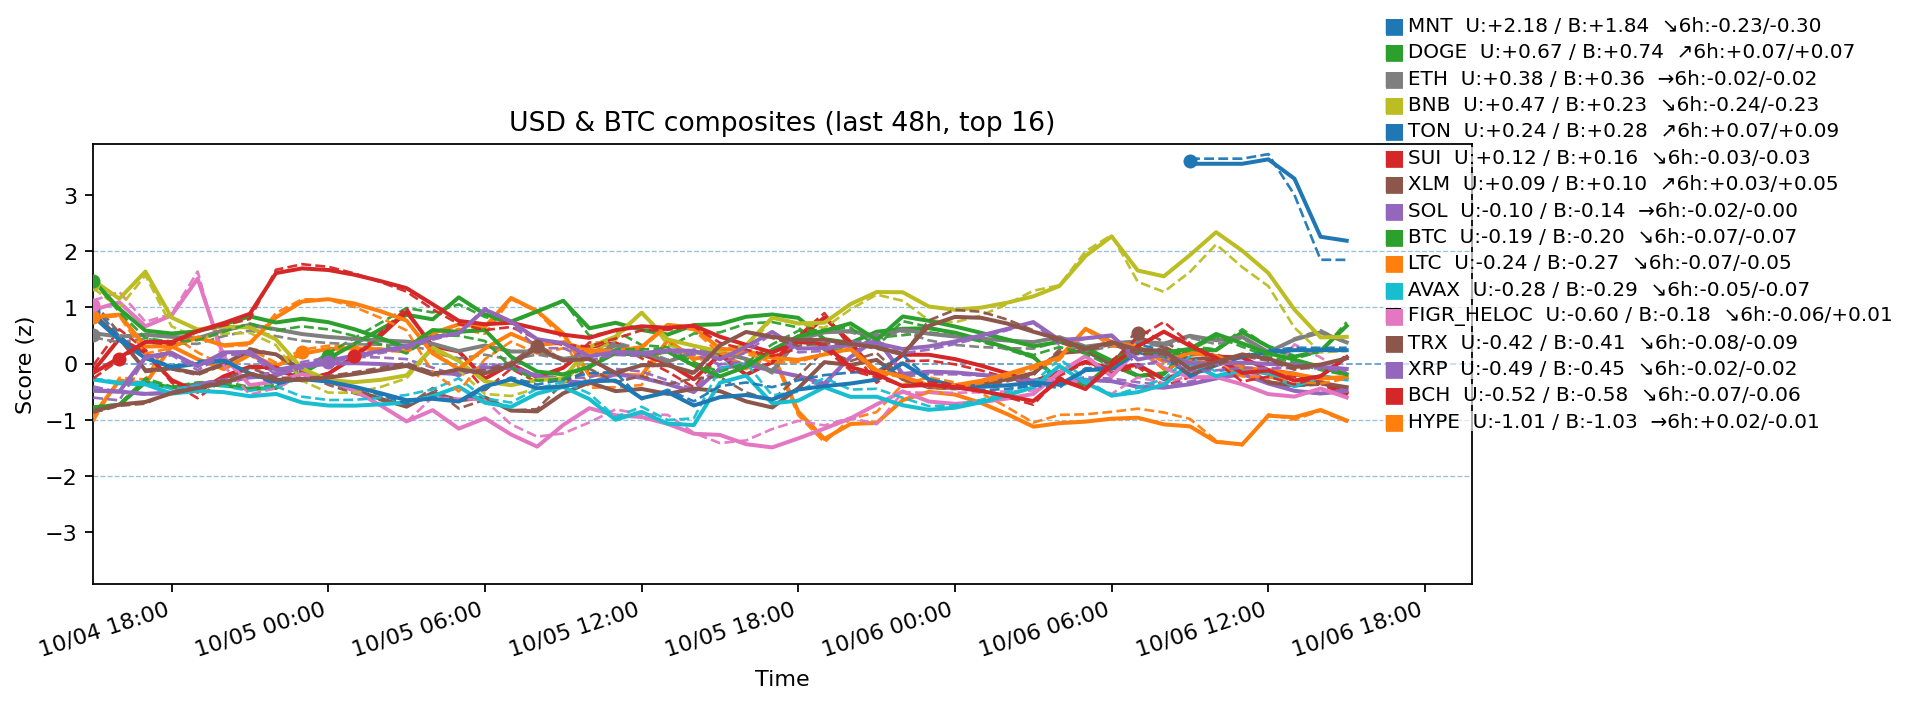 MNT  U:+2.18 / B:+1.84  ↘6h:-0.23/-0.30
DOGE  U:+0.67 / B:+0.74  ↗6h:+0.07/+0.07
ETH  U:+0.38 / B:+0.36  →6h:-0.02/-0.02
BNB  U:+0.47 / B:+0.23  ↘6h:-0.24/-0.23
TON  U:+0.24 / B:+0.28  ↗6h:+0.07/+0.09
SUI  U:+0.12 / B:+0.16  ↘6h:-0.03/-0.03
XLM  U:+0.09 / B:+0.10  ↗6h:+0.03/+0.05
SOL  U:-0.10 / B:-0.14  →6h:-0.02/-0.00
BTC  U:-0.19 / B:-0.20  ↘6h:-0.07/-0.07
LTC  U:-0.24 / B:-0.27  ↘6h:-0.07/-0.05
AVAX  U:-0.28 / B:-0.29  ↘6h:-0.05/-0.07
FIGR_HELOC  U:-0.60 / B:-0.18  ↘6h:-0.06/+0.01
TRX  U:-0.42 / B:-0.41  ↘6h:-0.08/-0.09
XRP  U:-0.49 / B:-0.45  ↘6h:-0.02/-0.02
BCH  U:-0.52 / B:-0.58  ↘6h:-0.07/-0.06
HYPE  U:-1.01 / B:-1.03  →6h:+0.02/-0.01
USD & BTC composites (last 48h, top 16)
Score (z)
3
2
1
0
−1
−2
−3
10/04 18:00
10/05 00:00
10/05 06:00
10/05 12:00
10/05 18:00
10/06 00:00
10/06 06:00
10/06 12:00
10/06 18:00
Time